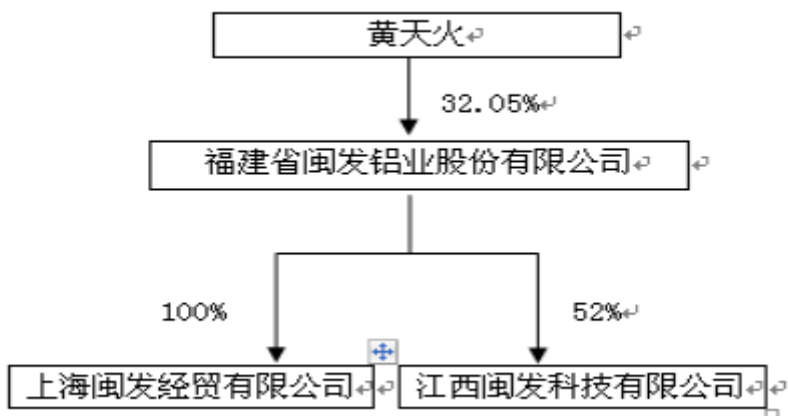 黄天火
32.05%
福建省闽发铝业股份有限公司
100%
52%
上海闽发经贸有限公司
江西闽发科技有限公司